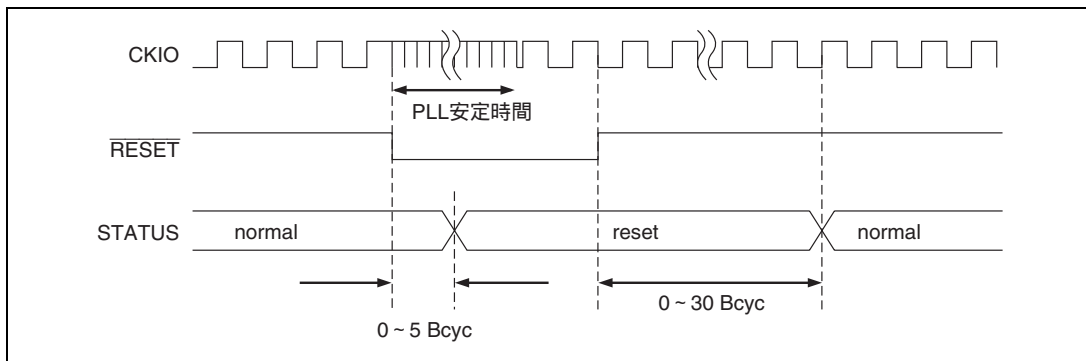 CKIO
PLL安定時間
RESET
STATUS
normal
reset
normal
0 ~ 5 Bcyc
0 ~ 30 Bcyc